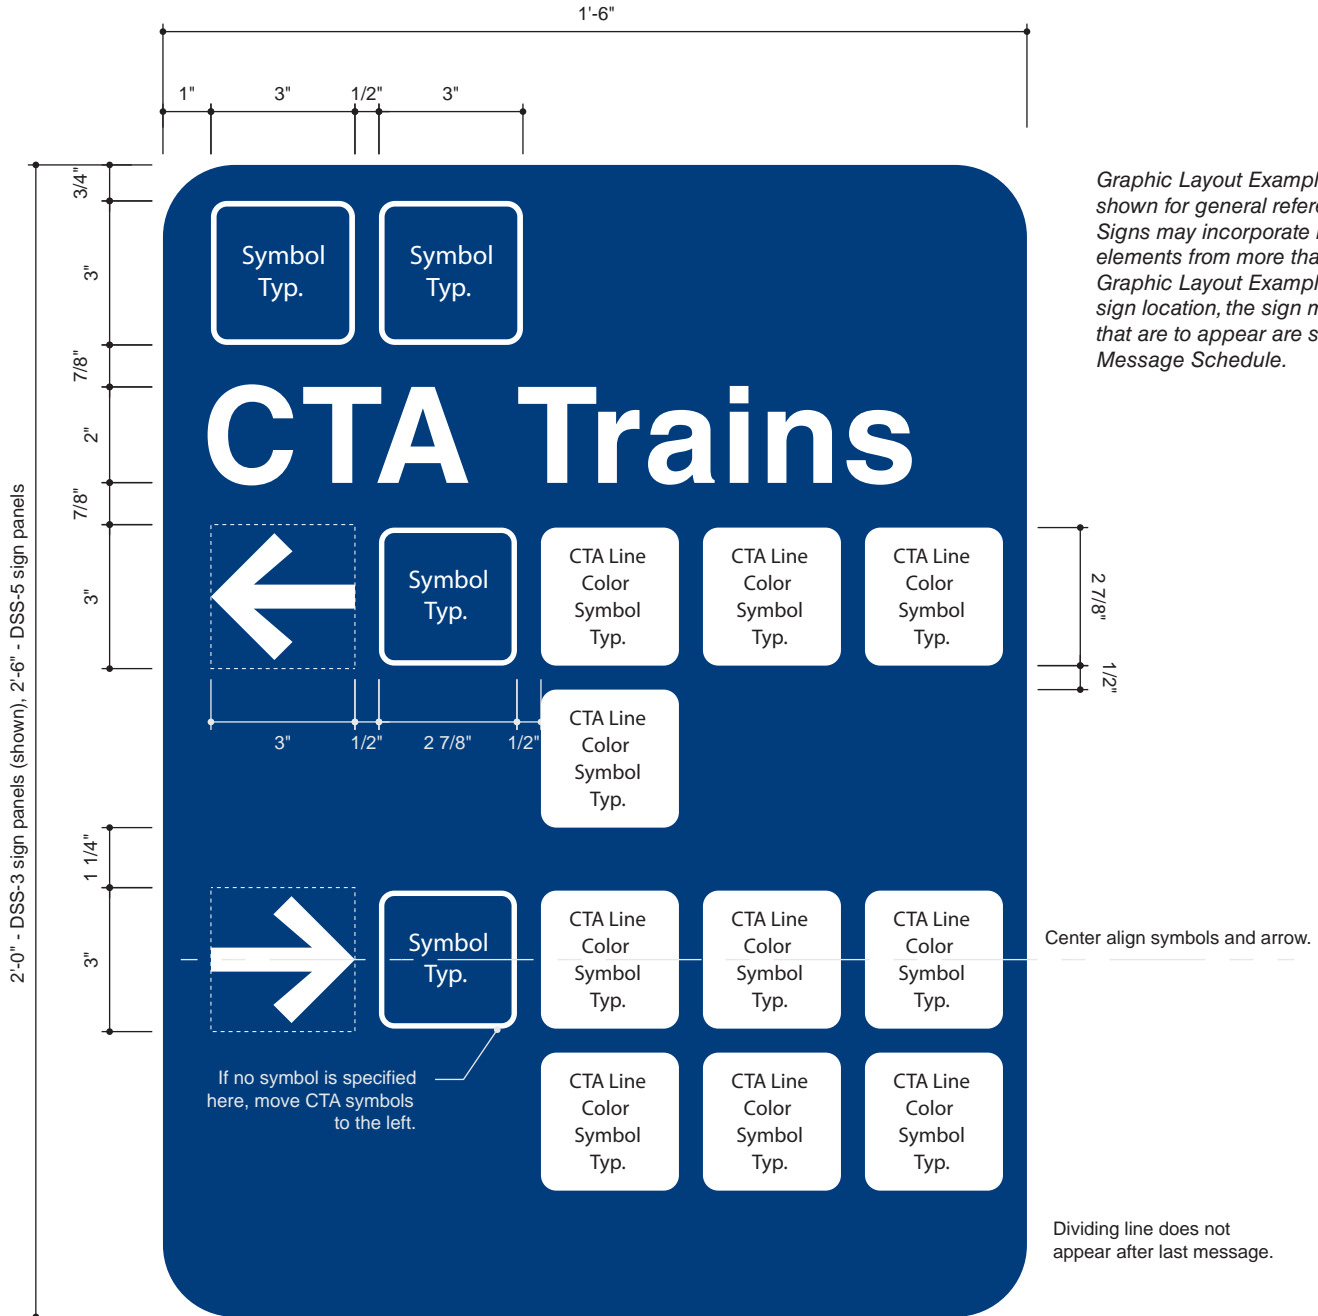 1'-6"
1"
3"
1/2"
3"
3/4"
3"
7/8"
2"
7/8"
3"
1 1/4"
3"
2'-0" - DSS-3 sign panels (shown), 2'-6" - DSS-5 sign panels
Symbol
Typ.
Symbol
Typ.
CTA Trains
Symbol
Typ.
CTA Line
Color
Symbol
Typ.
CTA Line
Color
Symbol
Typ.
CTA Line
Color
Symbol
Typ.
2 7/8"
1/2"
3"
1/2"
2 7/8"
1/2"
CTA Line
Color
Symbol
Typ.
Symbol
Typ.
CTA Line
Color
Symbol
Typ.
CTA Line
Color
Symbol
Typ.
CTA Line
Color
Symbol
Typ.
Center align symbols and arrow.
If no symbol is specified
here, move CTA symbols
to the left.
CTA Line
Color
Symbol
Typ.
CTA Line
Color
Symbol
Typ.
CTA Line
Color
Symbol
Typ.
Graphic Layout
shown for general
Signs may incorporate
elements from more
Graphic Layout
sign location, the sign
that are to appear are
Message Schedule.
Dividing line does not
appear after last message.